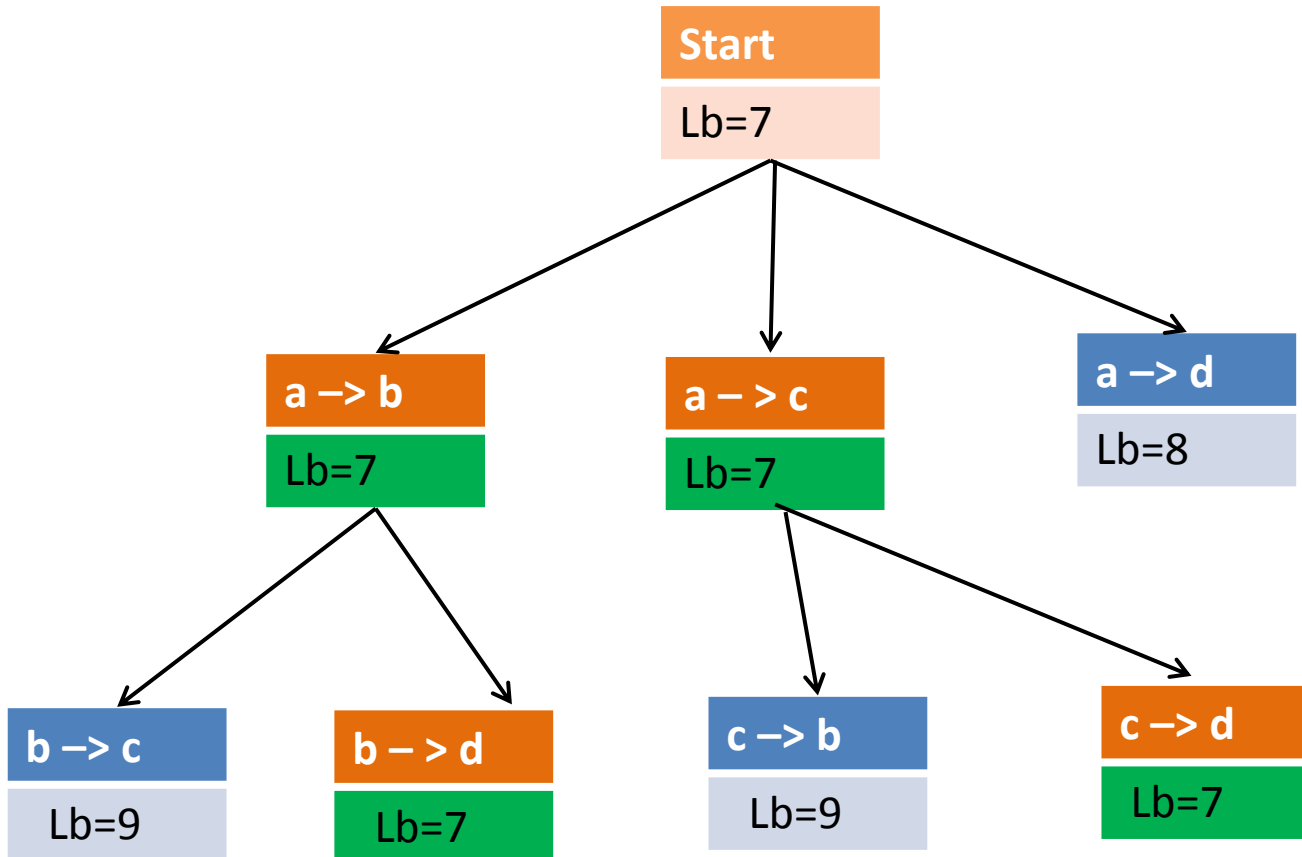 Start
Lb=7
a –> b
Lb=7
a – > c
Lb=7
a –> d
Lb=8
b –> c
Lb=9
b – > d
Lb=7
c –> b
Lb=9
c –> d
Lb=7